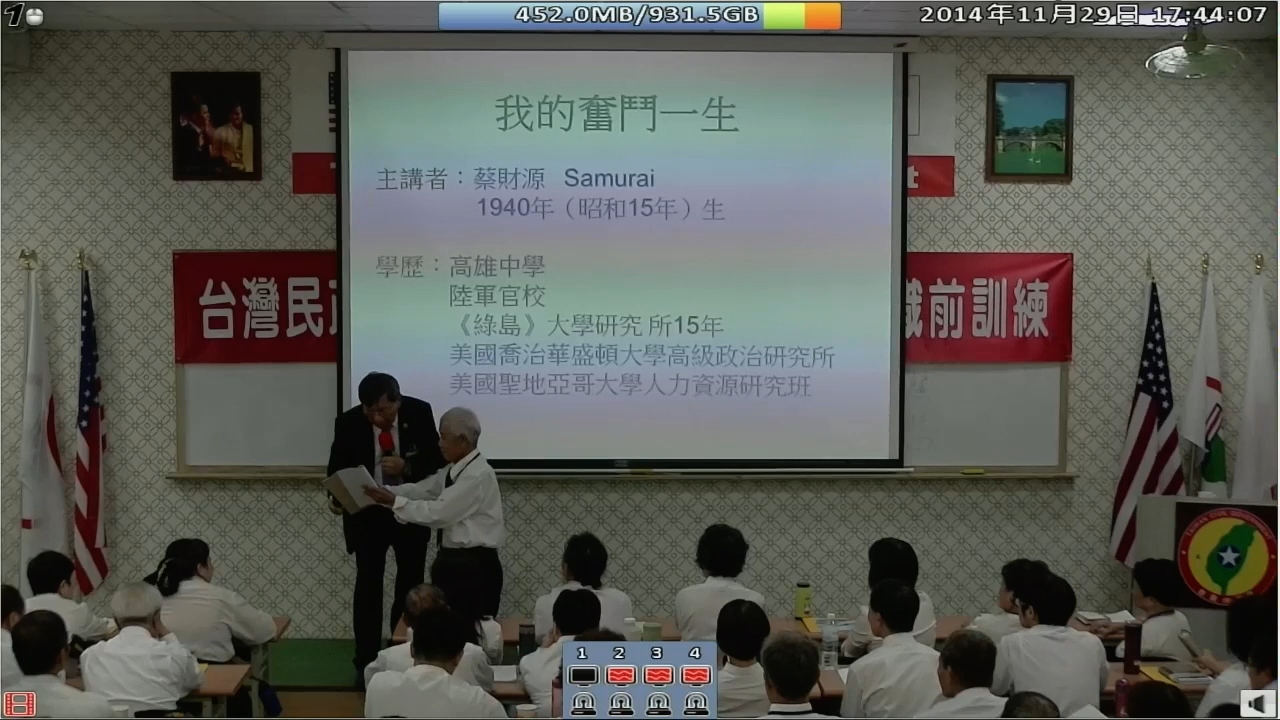 1
452.0MB/931.5GB
2014年11月29日 17:44:07
我的奮鬥一生
主講者：蔡財源 Samurai
1940年（昭和15年）生
學歷：高雄中學
陸軍官校
《綠島》大學研究 所15年
美國喬治華盛頓大學高級政治研究所
美國聖地亞哥大學人力資源研究班
t
台灣民 職前訓練
1 2 3 4